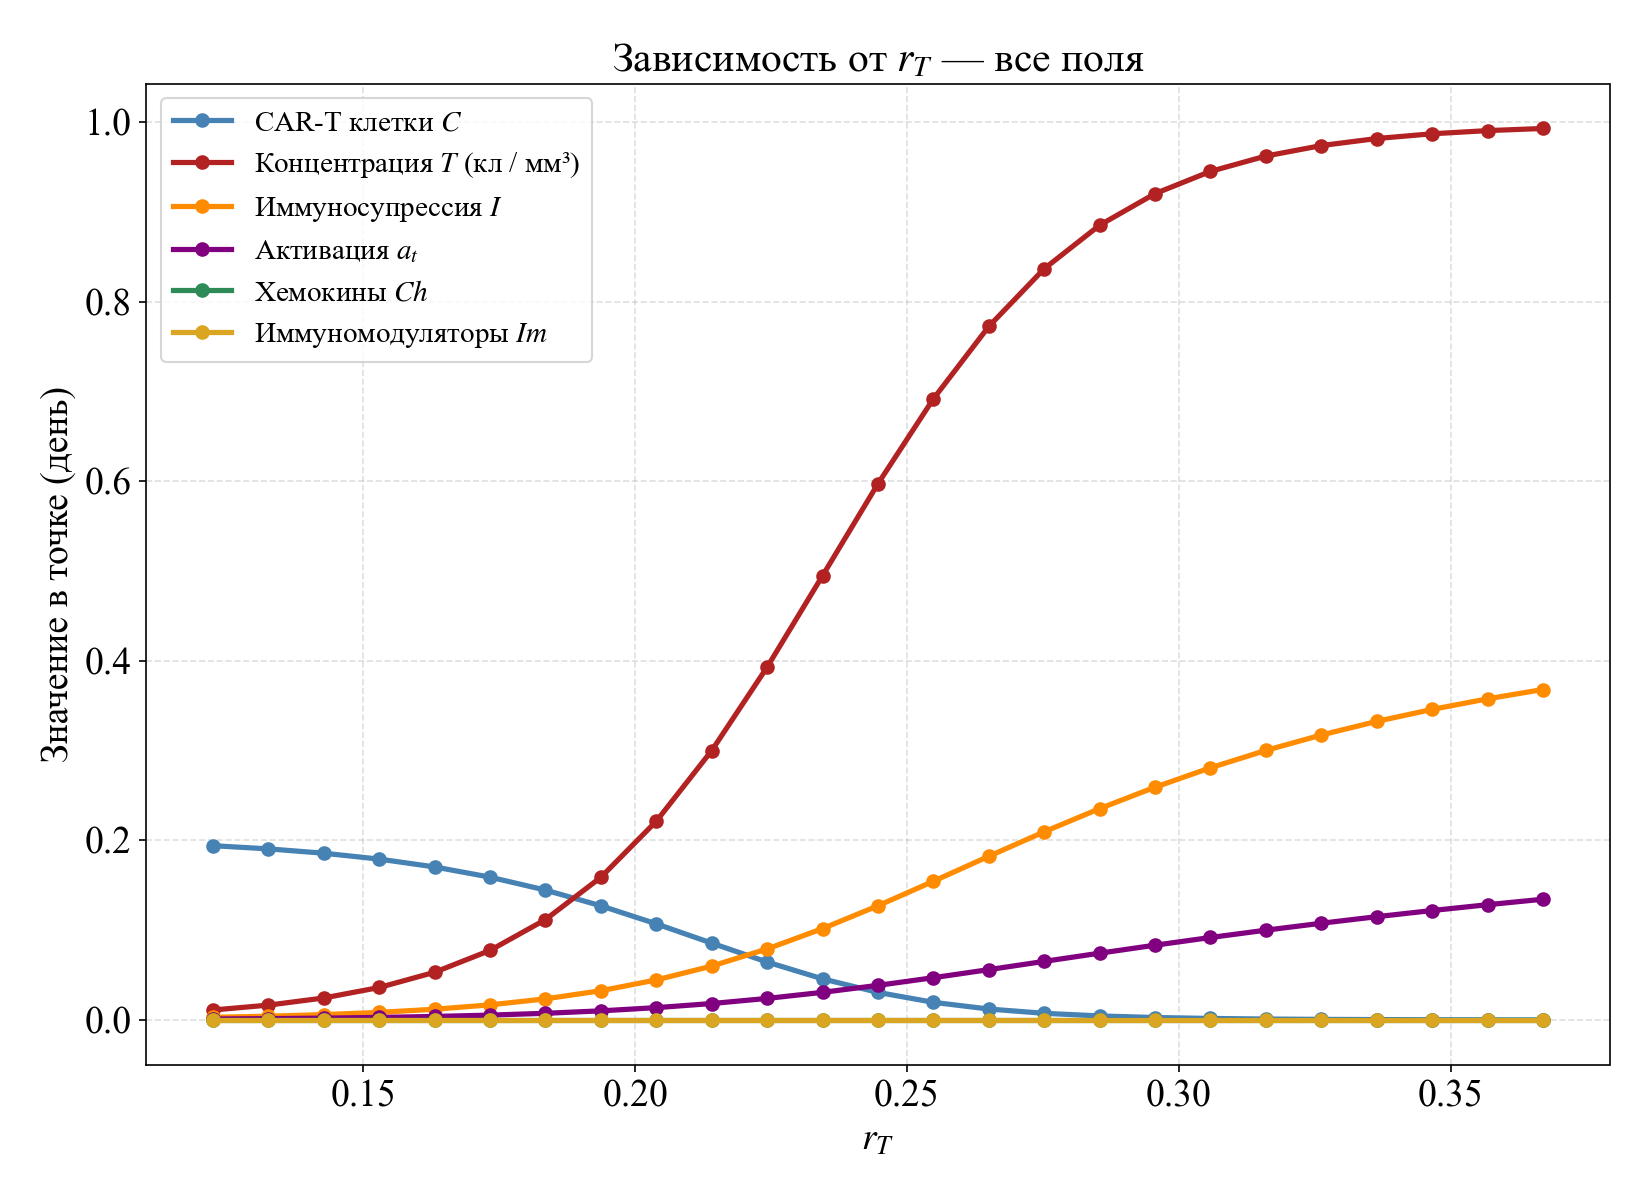 Зависимость от r_T — все поля
CAR-T клетки C
Концентрация T (кл / мм³)
Иммуносупрессия I
Активация aₜ
Хемокины Ch
Иммуномодуляторы Im
Значение в точке (день)
1.0
0.8
0.6
0.4
0.2
0.0
0.15 0.20 0.25 0.30 0.35
r_T